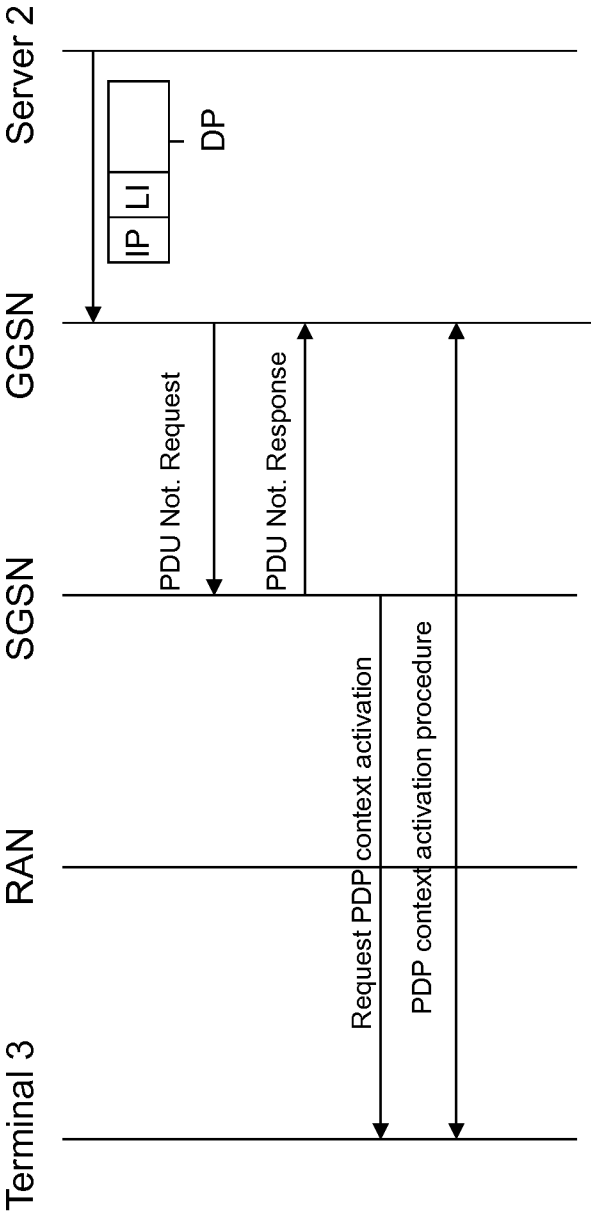 Terminal 3
RAN
SGSN
GGSN
Server 2
IP
LI
DP
PDU Not. Request
PDU Not. Response
Request PDP context activation
PDP context activation procedure